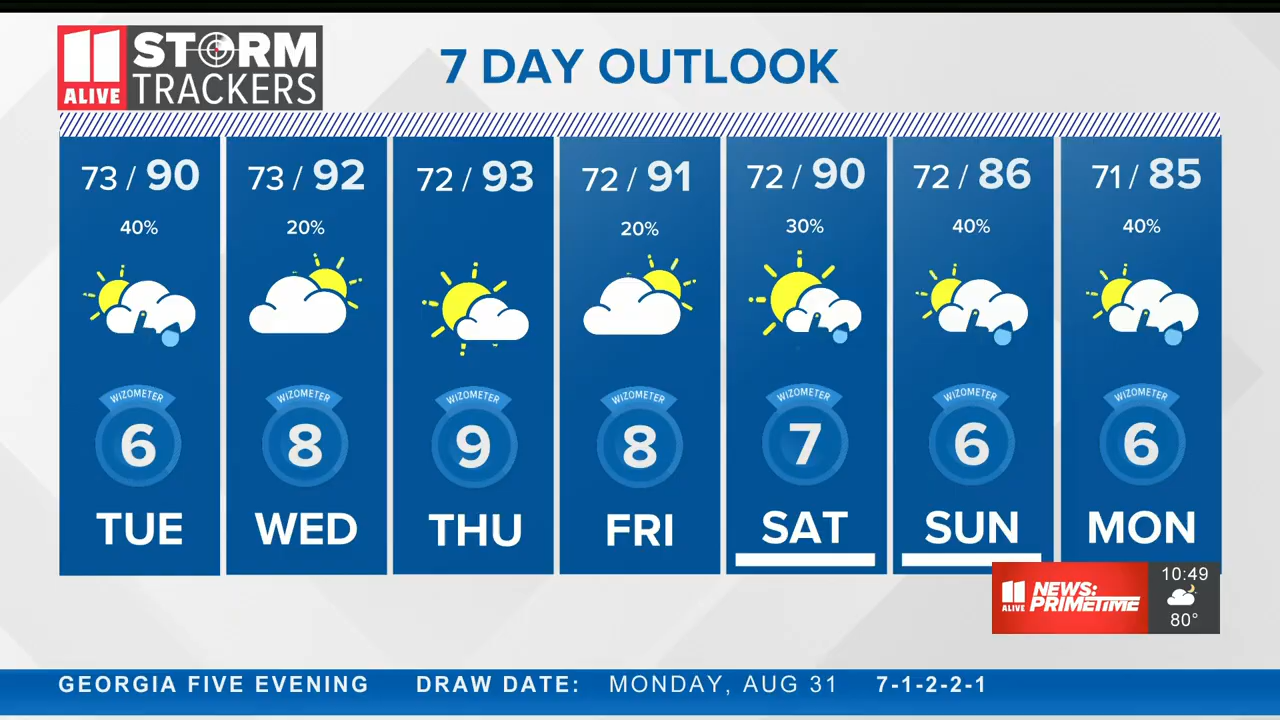 11 ALIVE STORM TRACKERS
7 DAY OUTLOOK
73 / 90
40%
WIZOMETER
6
TUE
73 / 92
20%
WIZOMETER
8
WED
72 / 93
WIZOMETER
9
THU
72 / 91
20%
WIZOMETER
8
FRI
72 / 90
30%
WIZOMETER
7
SAT
72 / 86
40%
WIZOMETER
6
SUN
71 / 85
40%
WIZOMETER
6
MON
11 ALIVE NEWS: PRIMETIME
10:49
80°
GEORGIA FIVE EVENING DRAW DATE: MONDAY, AUG 31 7-1-2-2-1